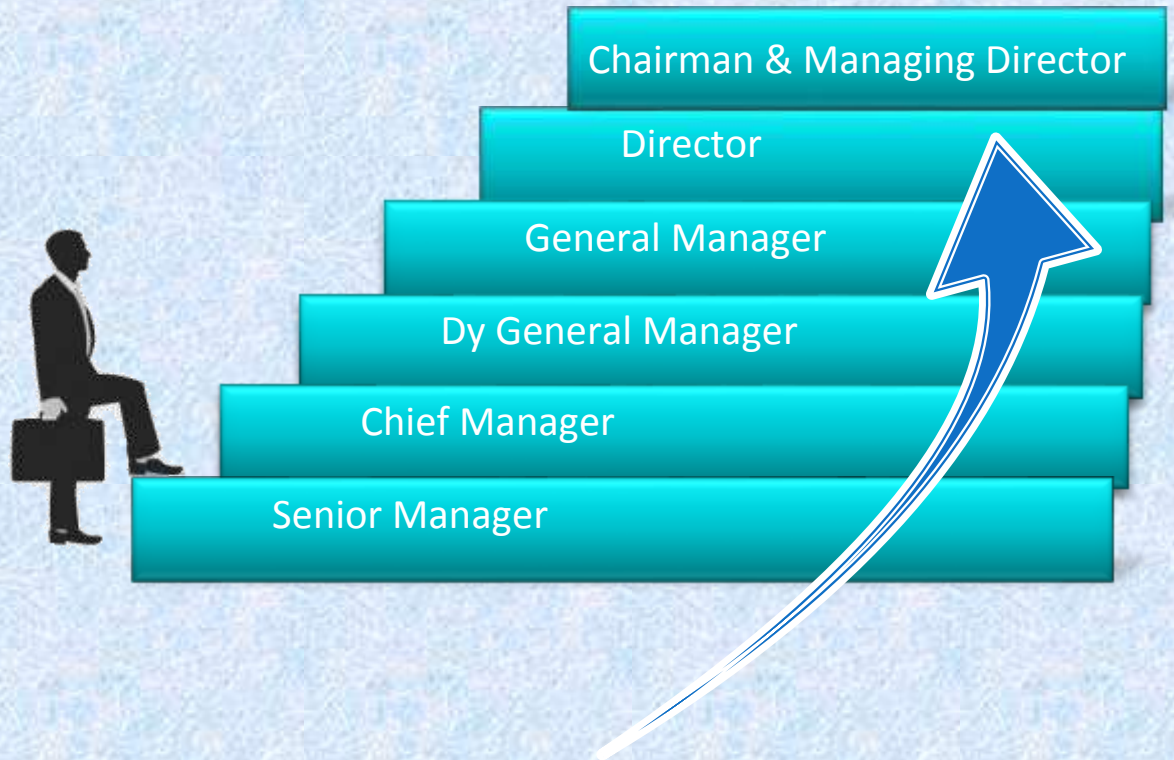 Chairman & Managing Director
Director
General Manager
Dy General Manager
Chief Manager
Senior Manager